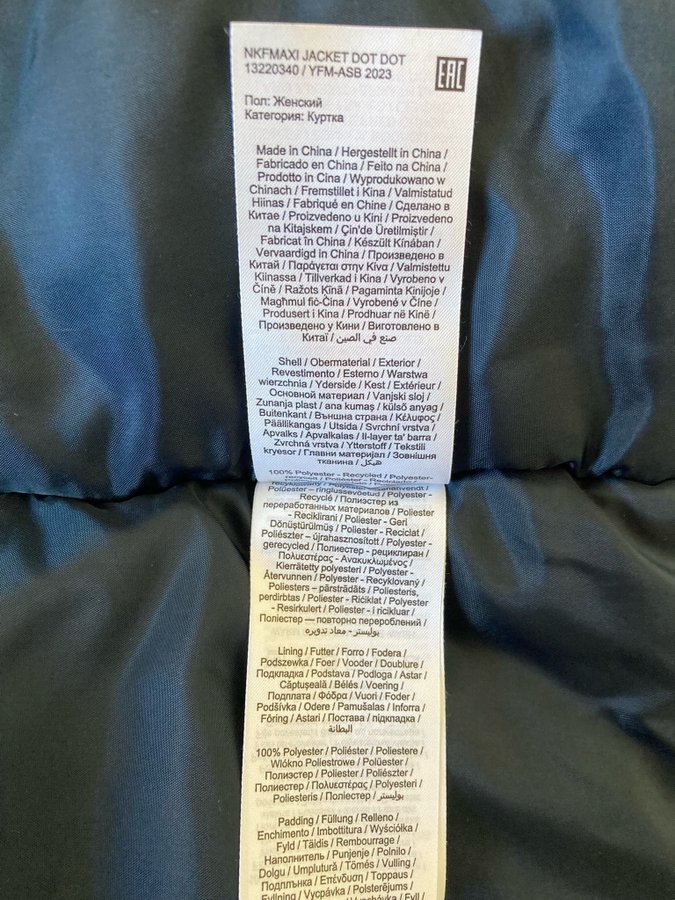 NKFMAXI JACKET DOT DOT
13220340 / YFM-ASB 2023
EAC
Пол: Женский
Категория: Куртка
Made in China / Hergestellt in China /
Fabricado en China / Feito na China /
Prodotto in Cina / Wyprodukowano w
Chinach / Fremstillet i Kina / Valmistatud
Hiinas / Fabriqué en Chine / Сделано в
Китае / Proizvedeno u Kini / Proizvedeno
na Kitajskem / Çin'de Üretilmiştir /
Fabricat în China / Készült Kínában /
Vervaardigd in China / Произведено в
Китай / Παράγεται στην Κίνα / Valmistettu
Kiinassa / Tillverkad i Kina / Vyrobeno v
Číně / Ražots Ķīnā / Pagaminta Kinijoje /
Magħmul fiċ-Ċina / Vyrobené v Číne /
Produsert i Kina / Prodhuar në Kinë /
Произведено у Кини / Виготовлено в
Китаї / صنع في الصين
Shell / Obermaterial / Exterior /
Revestimento / Esterno / Warstwa
wierzchnia / Yderside / Kest / Extérieur /
Основной материал / Vanjski sloj /
Zunanja plast / ana kumaş / külső anyag /
Buitenkant / Външна страна / Κέλυφος /
Päällikangas / Utsida / Svrchní vrstva /
Apvalks / Apvalkalas / Il-layer ta' barra /
Zvrchná vrstva / Ytterstoff / Tekstili
kryesor / Главни материјал / Зовнішня
тканина / هيكل
100% Polyester - Recycled / Polyester-
Polüester - ringlussevõetud / Polyester -
Recyclé / Полиэстер из
переработанных материалов / Poliester
- Reciklirani / Poliester - Geri
Dönüştürülmüş / Poliester - Reciclat /
Poliészter – újrahasznosított / Polyester -
gerecycled / Полиестер - рециклиран /
Πολυεστέρας - Ανακυκλωμένος /
Kierrätetty polyesteri / Polyester -
Återvunnen / Polyester - Recyklovaný /
Poliesters – pārstrādāts / Poliesteris,
perdirbtas / Poliester - Riċiklat / Polyester
- Resirkulert / Poliester - i ricikluar /
Поліестер — повторно перероблений /
بوليستر - معاد تدويره
Lining / Futter / Forro / Fodera /
Podszewka / Foer / Vooder / Doublure /
Подкладка / Podstava / Podloga / Astar /
Căptușeală / Bélés / Voering /
Подплата / Φόδρα / Vuori / Foder /
Podšívka / Odere / Pamušalas / Inforra /
Fôring / Astari / Постава / підкладка /
البطانة
100% Polyester / Poliéster / Poliestere /
Włókno Poliestrowe / Polüester /
Полиэстер / Poliester / Poliészter /
Полиестер / Πολυεστέρας / Polyesteri /
Poliesteris / Поліестер / بوليستر
Padding / Füllung / Relleno /
Enchimento / Imbottitura / Wyściółka /
Fyld / Täidis / Rembourrage /
Наполнитель / Punjenje / Polnilo /
Dolgu / Umplutură / Tömés / Vulling /
Подплънка / Επένδυση / Toppaus /
Fyllning / Vycpávka / Polsterējums /